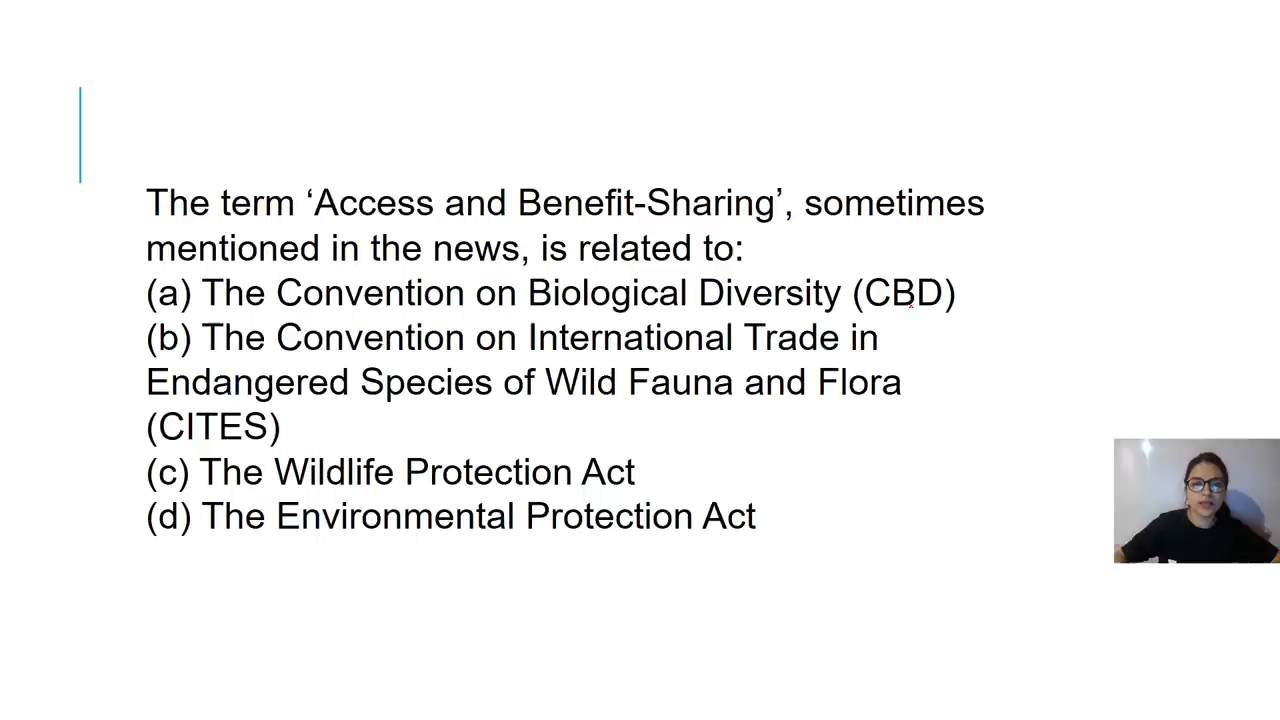 The term ‘Access and Benefit-Sharing’, sometimes
mentioned in the news, is related to:
(a) The Convention on Biological Diversity (CBD)
(b) The Convention on International Trade in
Endangered Species of Wild Fauna and Flora
(CITES)
(c) The Wildlife Protection Act
(d) The Environmental Protection Act